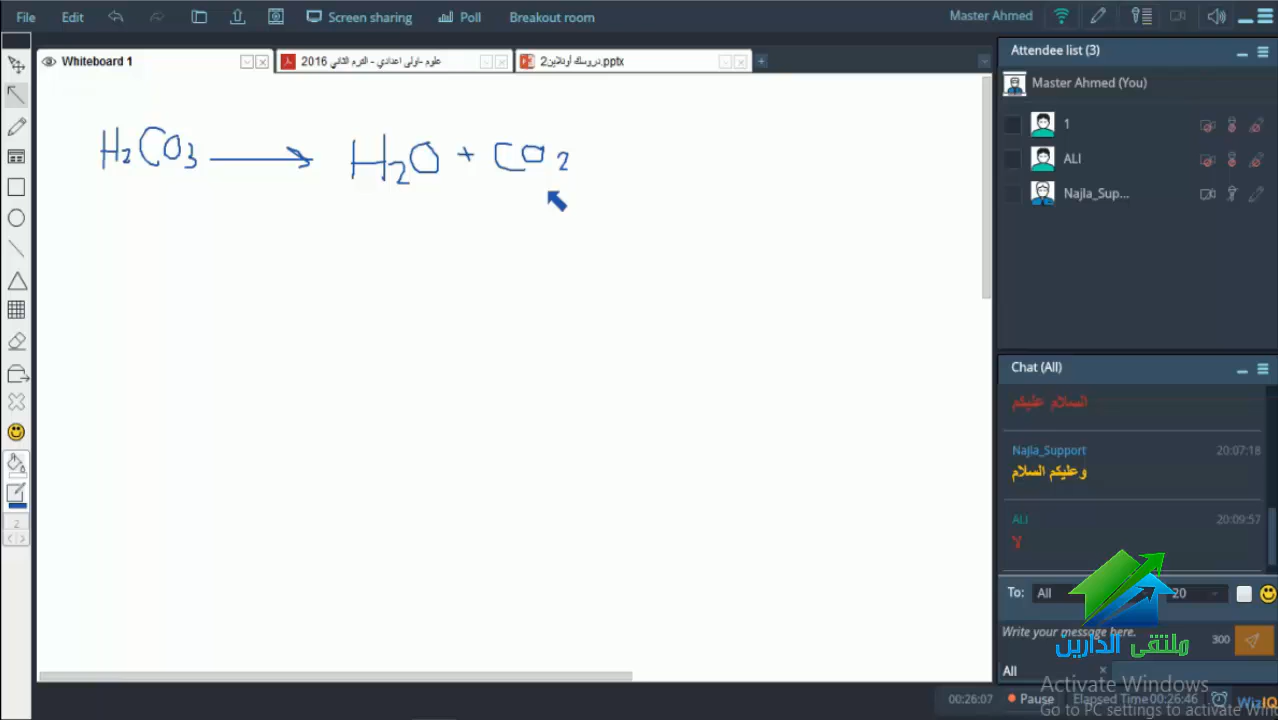 File Edit Screen sharing Poll Breakout room Master Ahmed
Whiteboard 1
علوم -اولى اعدادي - الترم الثاني 2016
دروسك أونلاين2.pptx
H₂CO₃ → H₂O + CO₂
2
Attendee list (3)
Master Ahmed (You)
1
ALI
Najla_Sup...
Chat (All)
السلام عليكم
Najla_Support 20:07:18
وعليكم السلام
ALI 20:09:57
لا
To: All 20
Write your message here. 300
ملتقى الدارين
All
Activate Windows
00:26:07 Pause Elapsed Time 00:26:46 WizIQ
Go to PC settings to activate Win